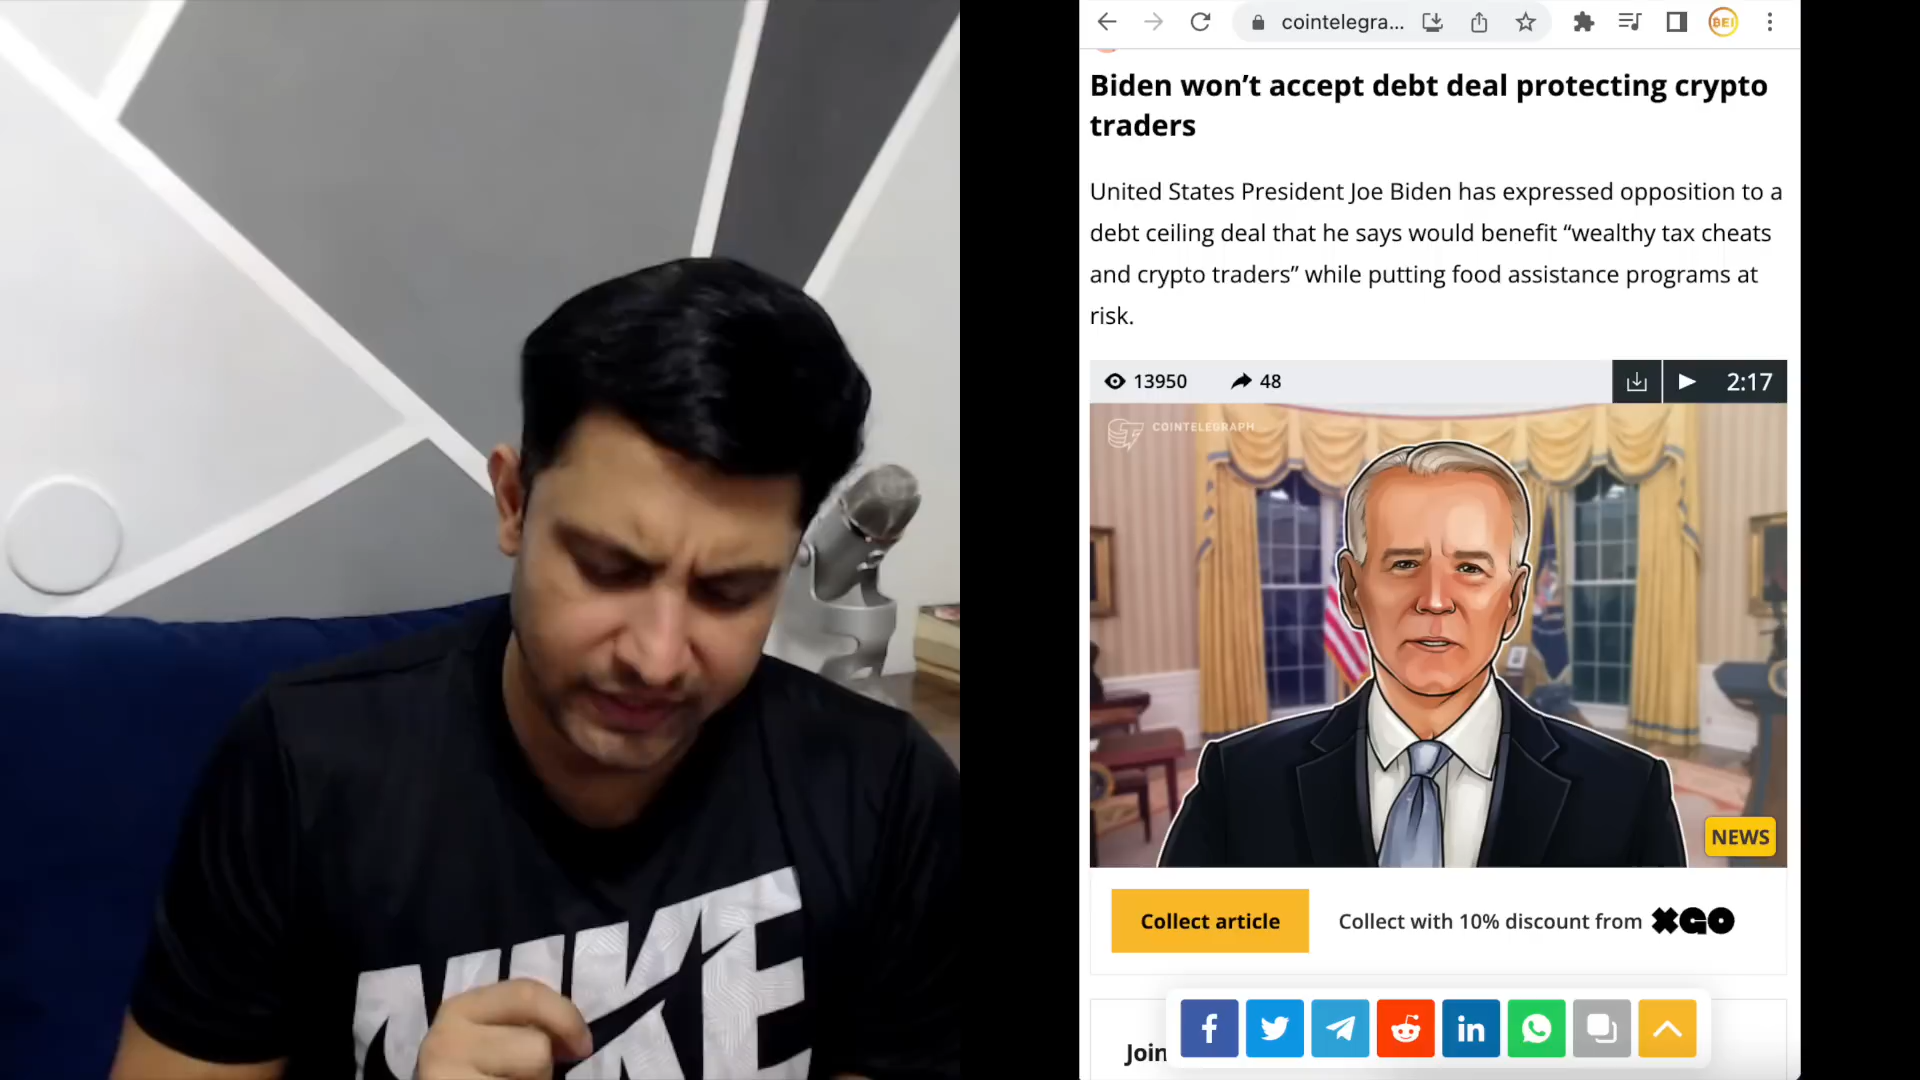 NIKE
cointelegra...
BEI
Biden won’t accept debt deal protecting crypto
traders
United States President Joe Biden has expressed opposition to a
debt ceiling deal that he says would benefit “wealthy tax cheats
and crypto traders” while putting food assistance programs at
risk.
13950 48 2:17
COINTELEGRAPH
NEWS
Collect article Collect with 10% discount from XGO
Join